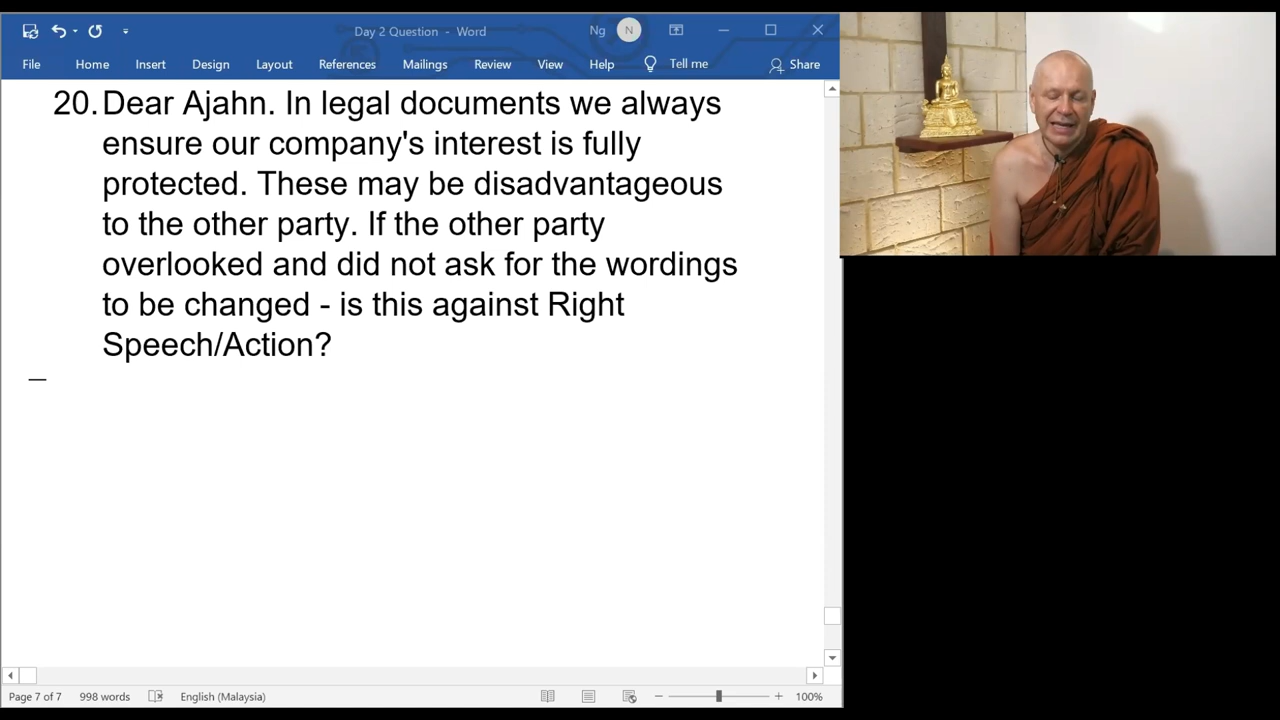 Day 2 Question - Word
Ng
N
File Home Insert Design Layout References Mailings Review View Help Tell me Share
20. Dear Ajahn. In legal documents we always
ensure our company's interest is fully
protected. These may be disadvantageous
to the other party. If the other party
overlooked and did not ask for the wordings
to be changed - is this against Right
Speech/Action?
Page 7 of 7 998 words English (Malaysia) 100%